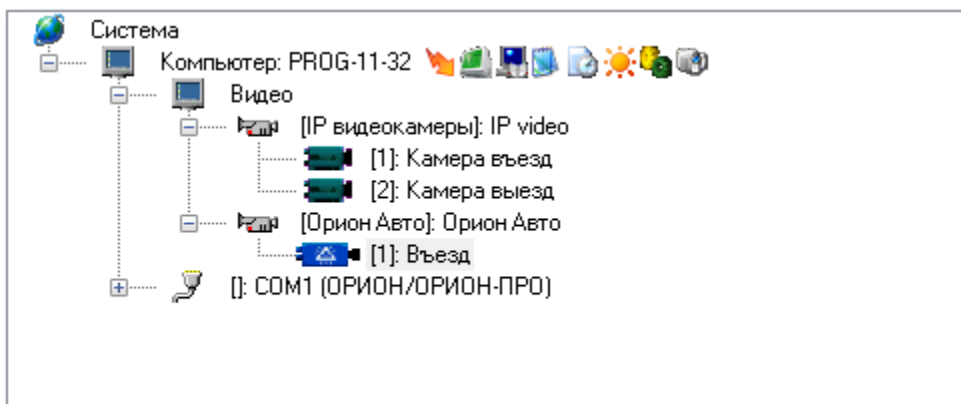 Система
Компьютер: PROG-11-32
Видео
[IP видеокамеры]: IP video
[1]: Камера въезд
[2]: Камера выезд
[Орион Авто]: Орион Авто
[1]: Въезд
[]: COM1 (ОРИОН/ОРИОН-ПРО)